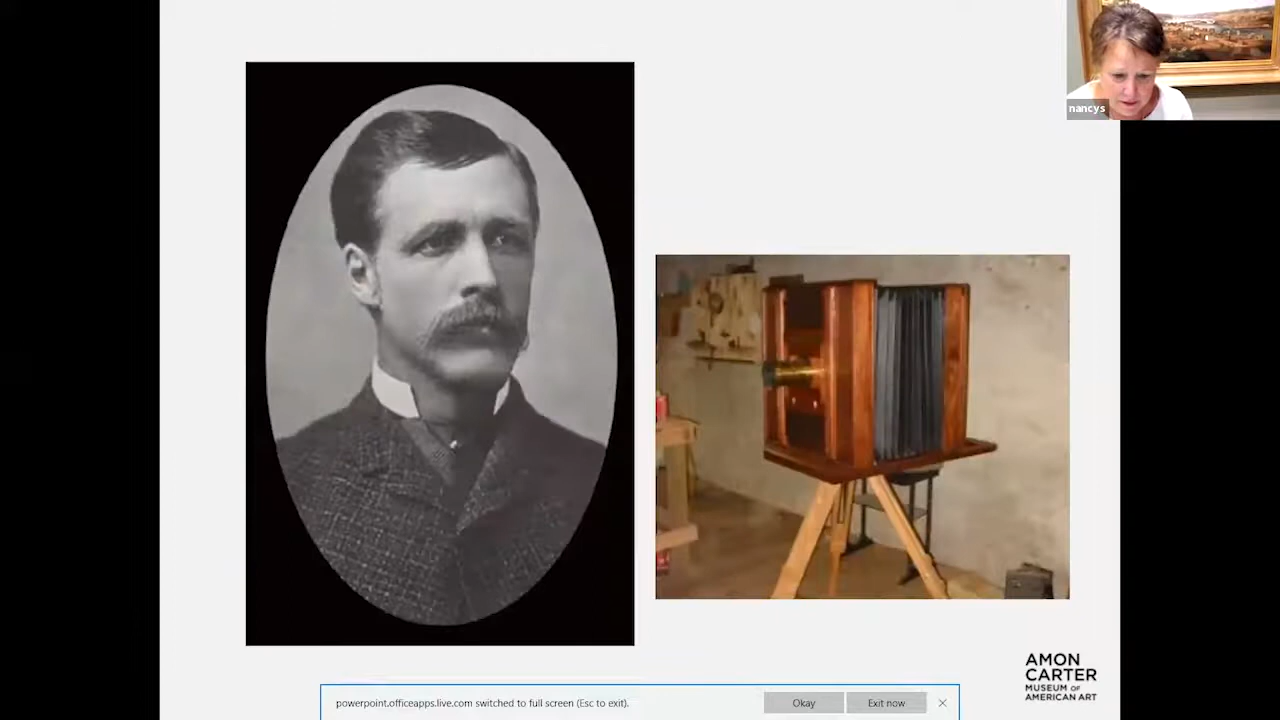 nancys
AMON
CARTER
MUSEUM OF
AMERICAN ART
powerpoint.officeapps.live.com switched to full screen (Esc to exit).
Okay
Exit now